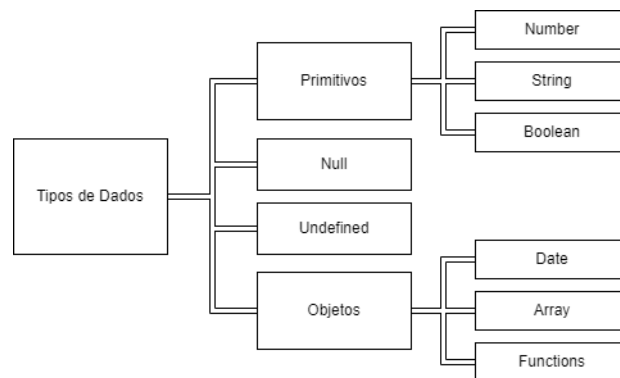 Tipos de Dados
Primitivos
Number
String
Boolean
Null
Undefined
Objetos
Date
Array
Functions